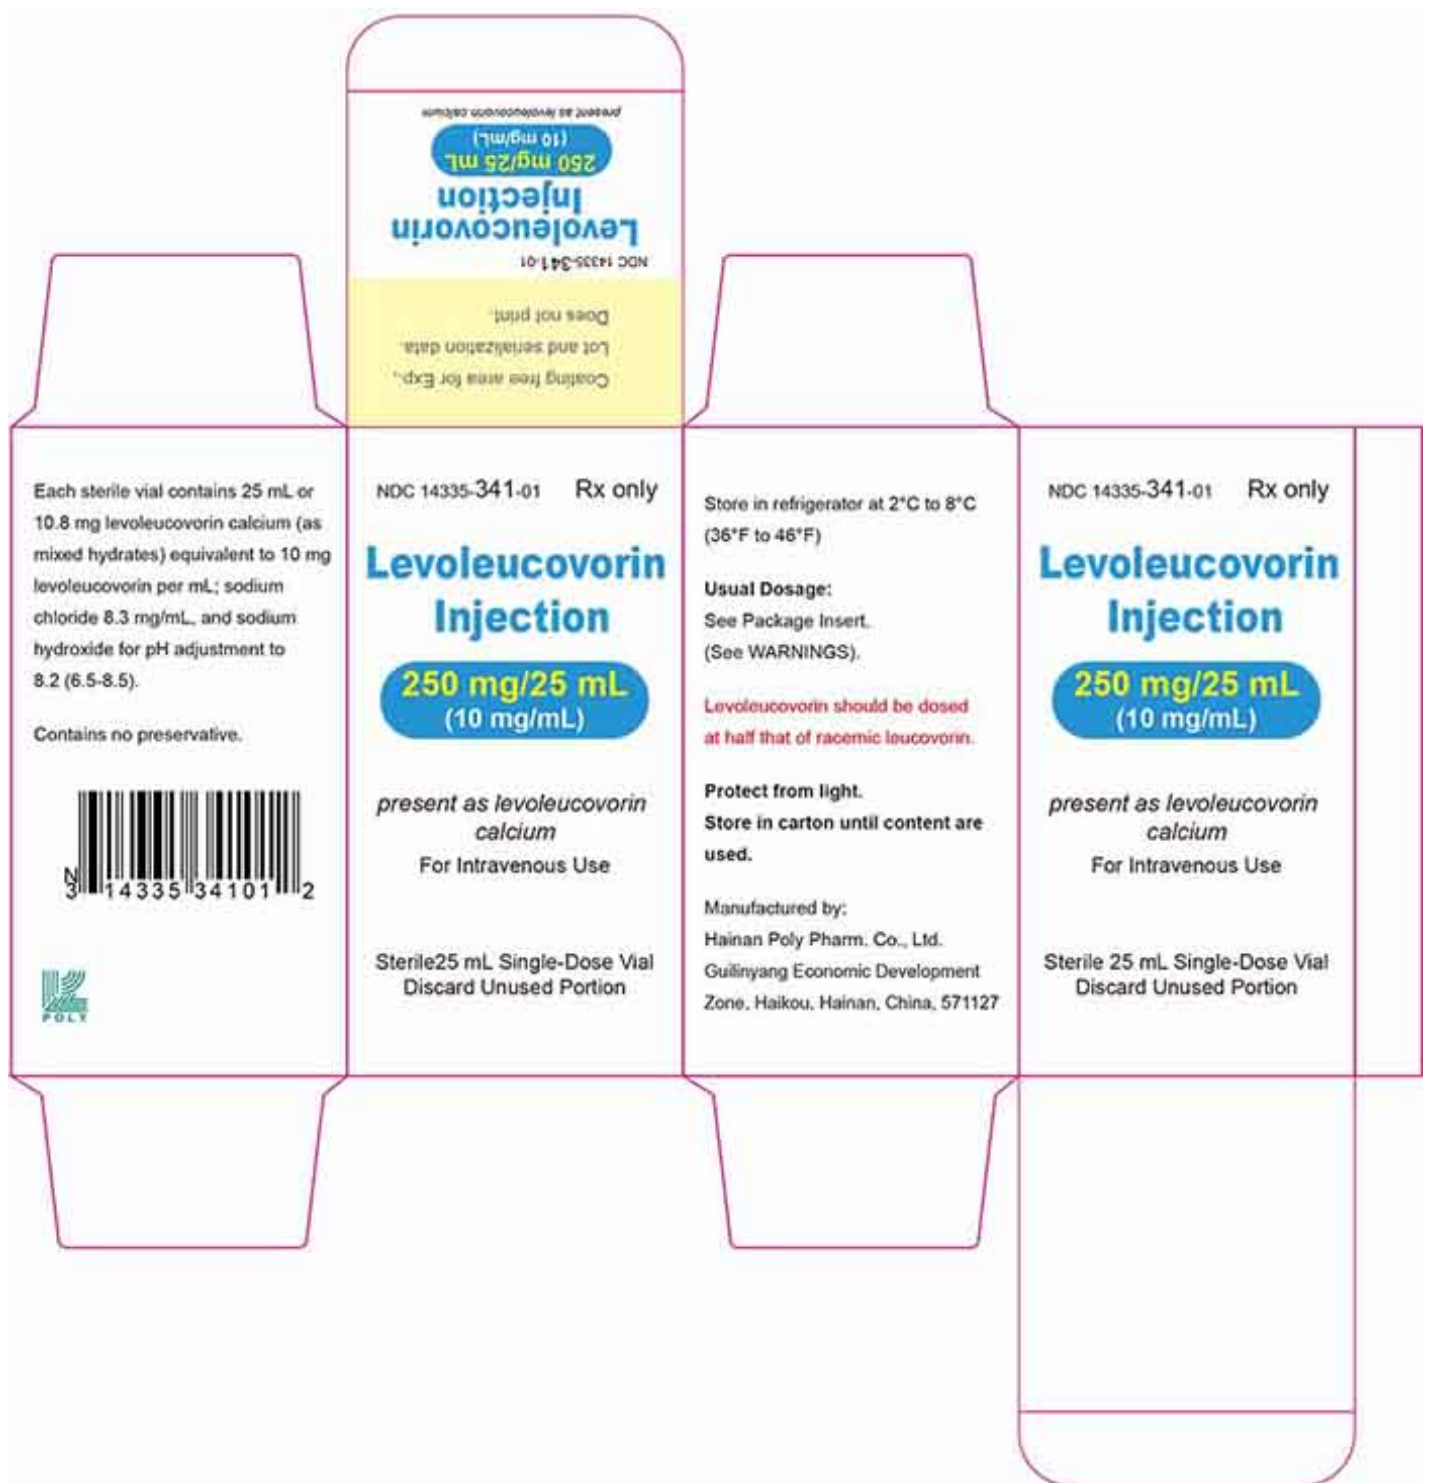 present as levoleucovorin calcium
(10 mg/mL)
250 mg/25 mL
Injection
Levoleucovorin
NDC 14335-341-01
Does not print.
Lot and serialization data.
Coating free area for Exp.,
Each sterile vial contains 25 mL or
10.8 mg levoleucovorin calcium (as
mixed hydrates) equivalent to 10 mg
levoleucovorin per mL; sodium
chloride 8.3 mg/mL, and sodium
hydroxide for pH adjustment to
8.2 (6.5-8.5).
Contains no preservative.
N
3 14335 34101 2
POLY
NDC 14335-341-01 Rx only
Levoleucovorin
Injection
250 mg/25 mL
(10 mg/mL)
present as levoleucovorin
calcium
For Intravenous Use
Sterile25 mL Single-Dose Vial
Discard Unused Portion
Store in refrigerator at 2°C to 8°C
(36°F to 46°F)
Usual Dosage:
See Package Insert.
(See WARNINGS).
Levoleucovorin should be dosed
at half that of racemic leucovorin.
Protect from light.
Store in carton until content are
used.
Manufactured by:
Hainan Poly Pharm. Co., Ltd.
Guilinyang Economic Development
Zone, Haikou, Hainan, China, 571127
NDC 14335-341-01 Rx only
Levoleucovorin
Injection
250 mg/25 mL
(10 mg/mL)
present as levoleucovorin
calcium
For Intravenous Use
Sterile 25 mL Single-Dose Vial
Discard Unused Portion